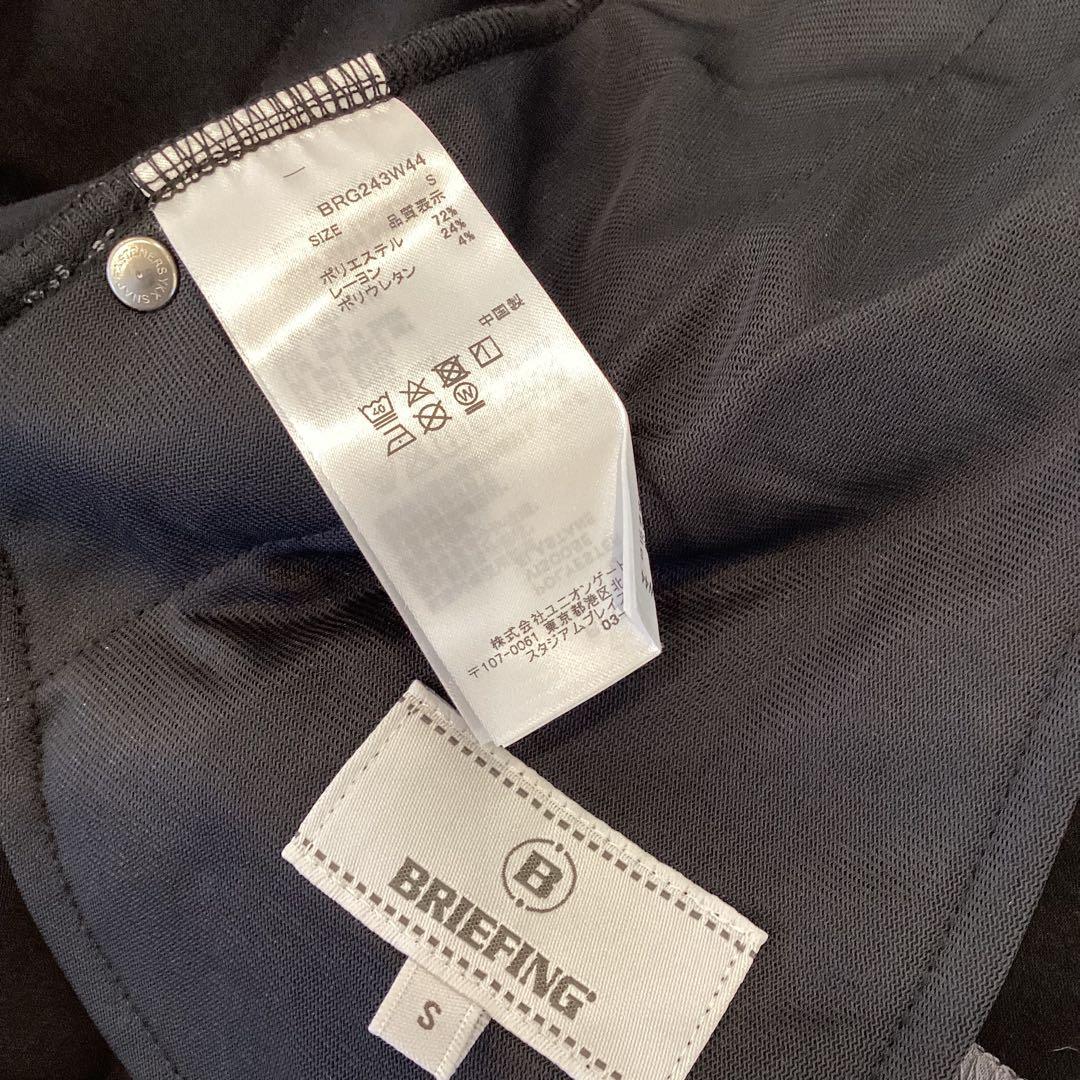 BRG243W44
SIZE S
品質表示
ポリエステル 72%
レーヨン 24%
ポリウレタン 4%
中国製
40
W
株式会社ユニオンゲート
〒107-0061 東京都港区北
スタジアムプレイス
03-
B
BRIEFING
S